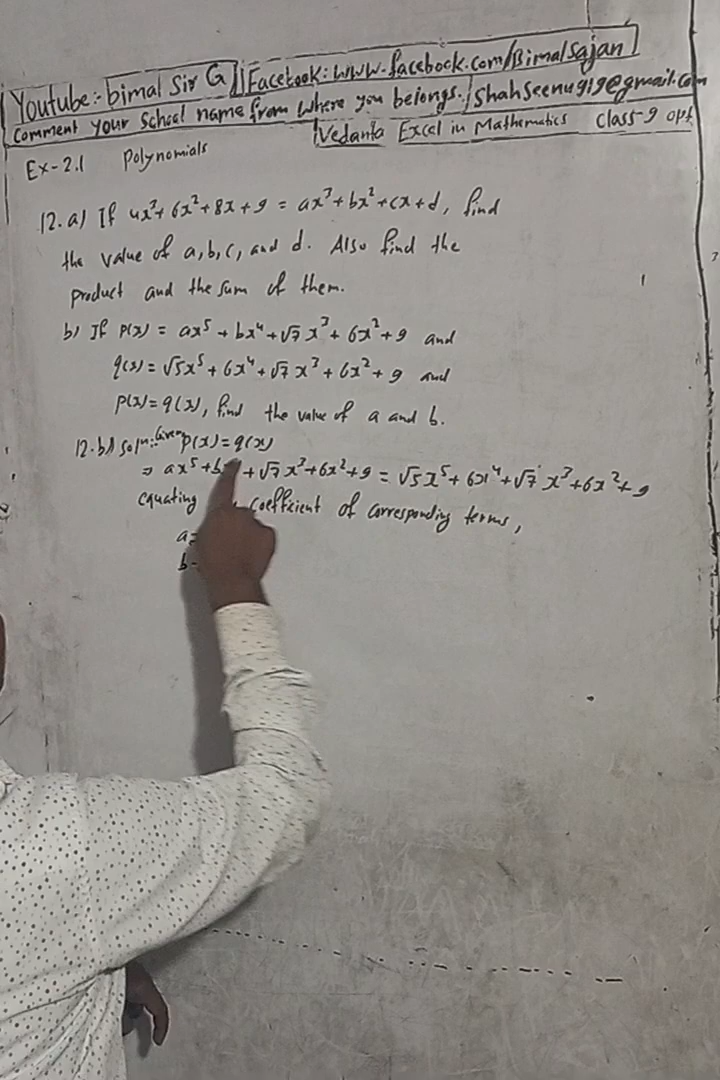 Youtube:- bimal Sir G Facebook: www.facebook.com/Bimalsajan
Comment your School name from where you belongs. shahseenu919@gmail.com
Vedanta Excel in Mathematics Class-9 opt
Ex-2.1 Polynomials
12. a) If 4x³+6x²+8x+9 = ax³+bx²+cx+d, find
the value of a,b,c, and d. Also find the
product and the sum of them.
b) If P(x) = ax⁵ + bx⁴ + √7 x³ + 6x² + 9 and
q(x) = √5x⁵ + 6x⁴ + √7 x³ + 6x² + 9 and
P(x) = q(x), find the value of a and b.
12. b) Soln: Given P(x) = q(x)
⇒ ax⁵ + b + √7 x³ + 6x² + 9 = √5 x⁵ + 6x⁴ + √7 x³ + 6x² + 9
equating coefficient of corresponding terms,
a=
b=